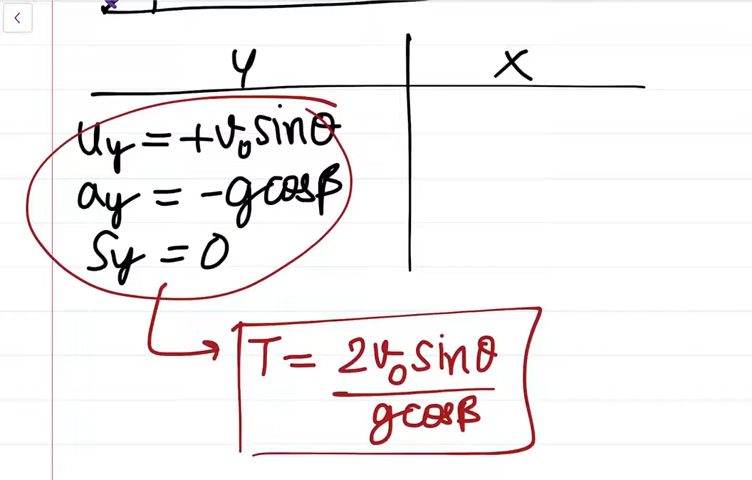 y
x
uy = +v₀sinθ
ay = -gcosβ
Sy = 0
T = 2v₀sinθ
gcosβ